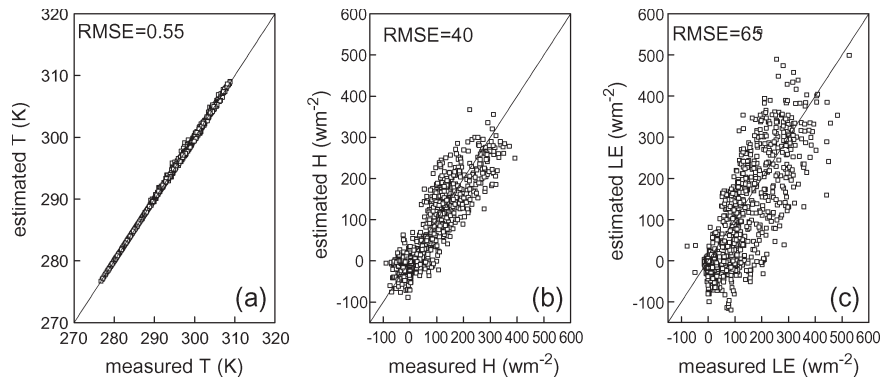 RMSE=0.55
320
310
300
290
280
270
estimated T (K)
270 280 290 300 310 320
measured T (K)
(a)
RMSE=40
600
500
400
300
200
100
0
-100
estimated H (wm-2)
-100 0 100 200 300 400 500 600
measured H (wm-2)
(b)
RMSE=65
600
500
400
300
200
100
0
-100
estimated LE (wm-2)
-100 0 100 200 300 400 500 600
measured LE (wm-2)
(c)